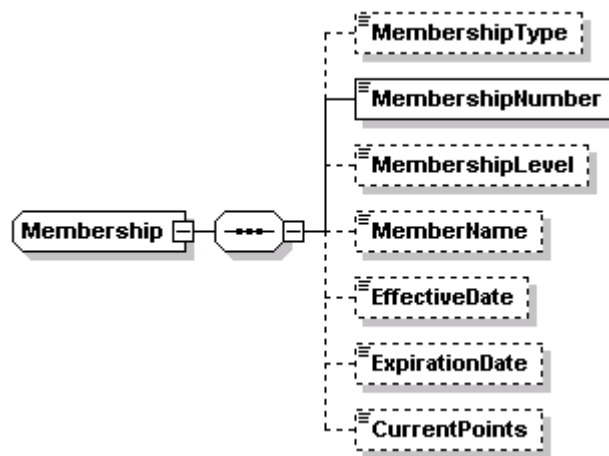 MembershipType
MembershipNumber
MembershipLevel
Membership
MemberName
EffectiveDate
ExpirationDate
CurrentPoints